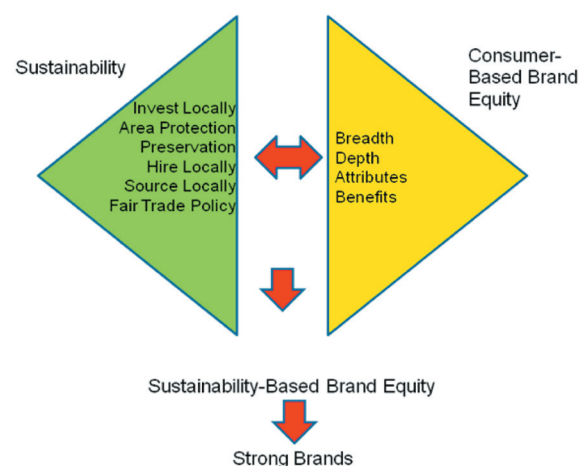 Sustainability
Invest Locally
Area Protection
Preservation
Hire Locally
Source Locally
Fair Trade Policy
Consumer-
Based Brand
Equity
Breadth
Depth
Attributes
Benefits
Sustainability-Based Brand Equity
Strong Brands